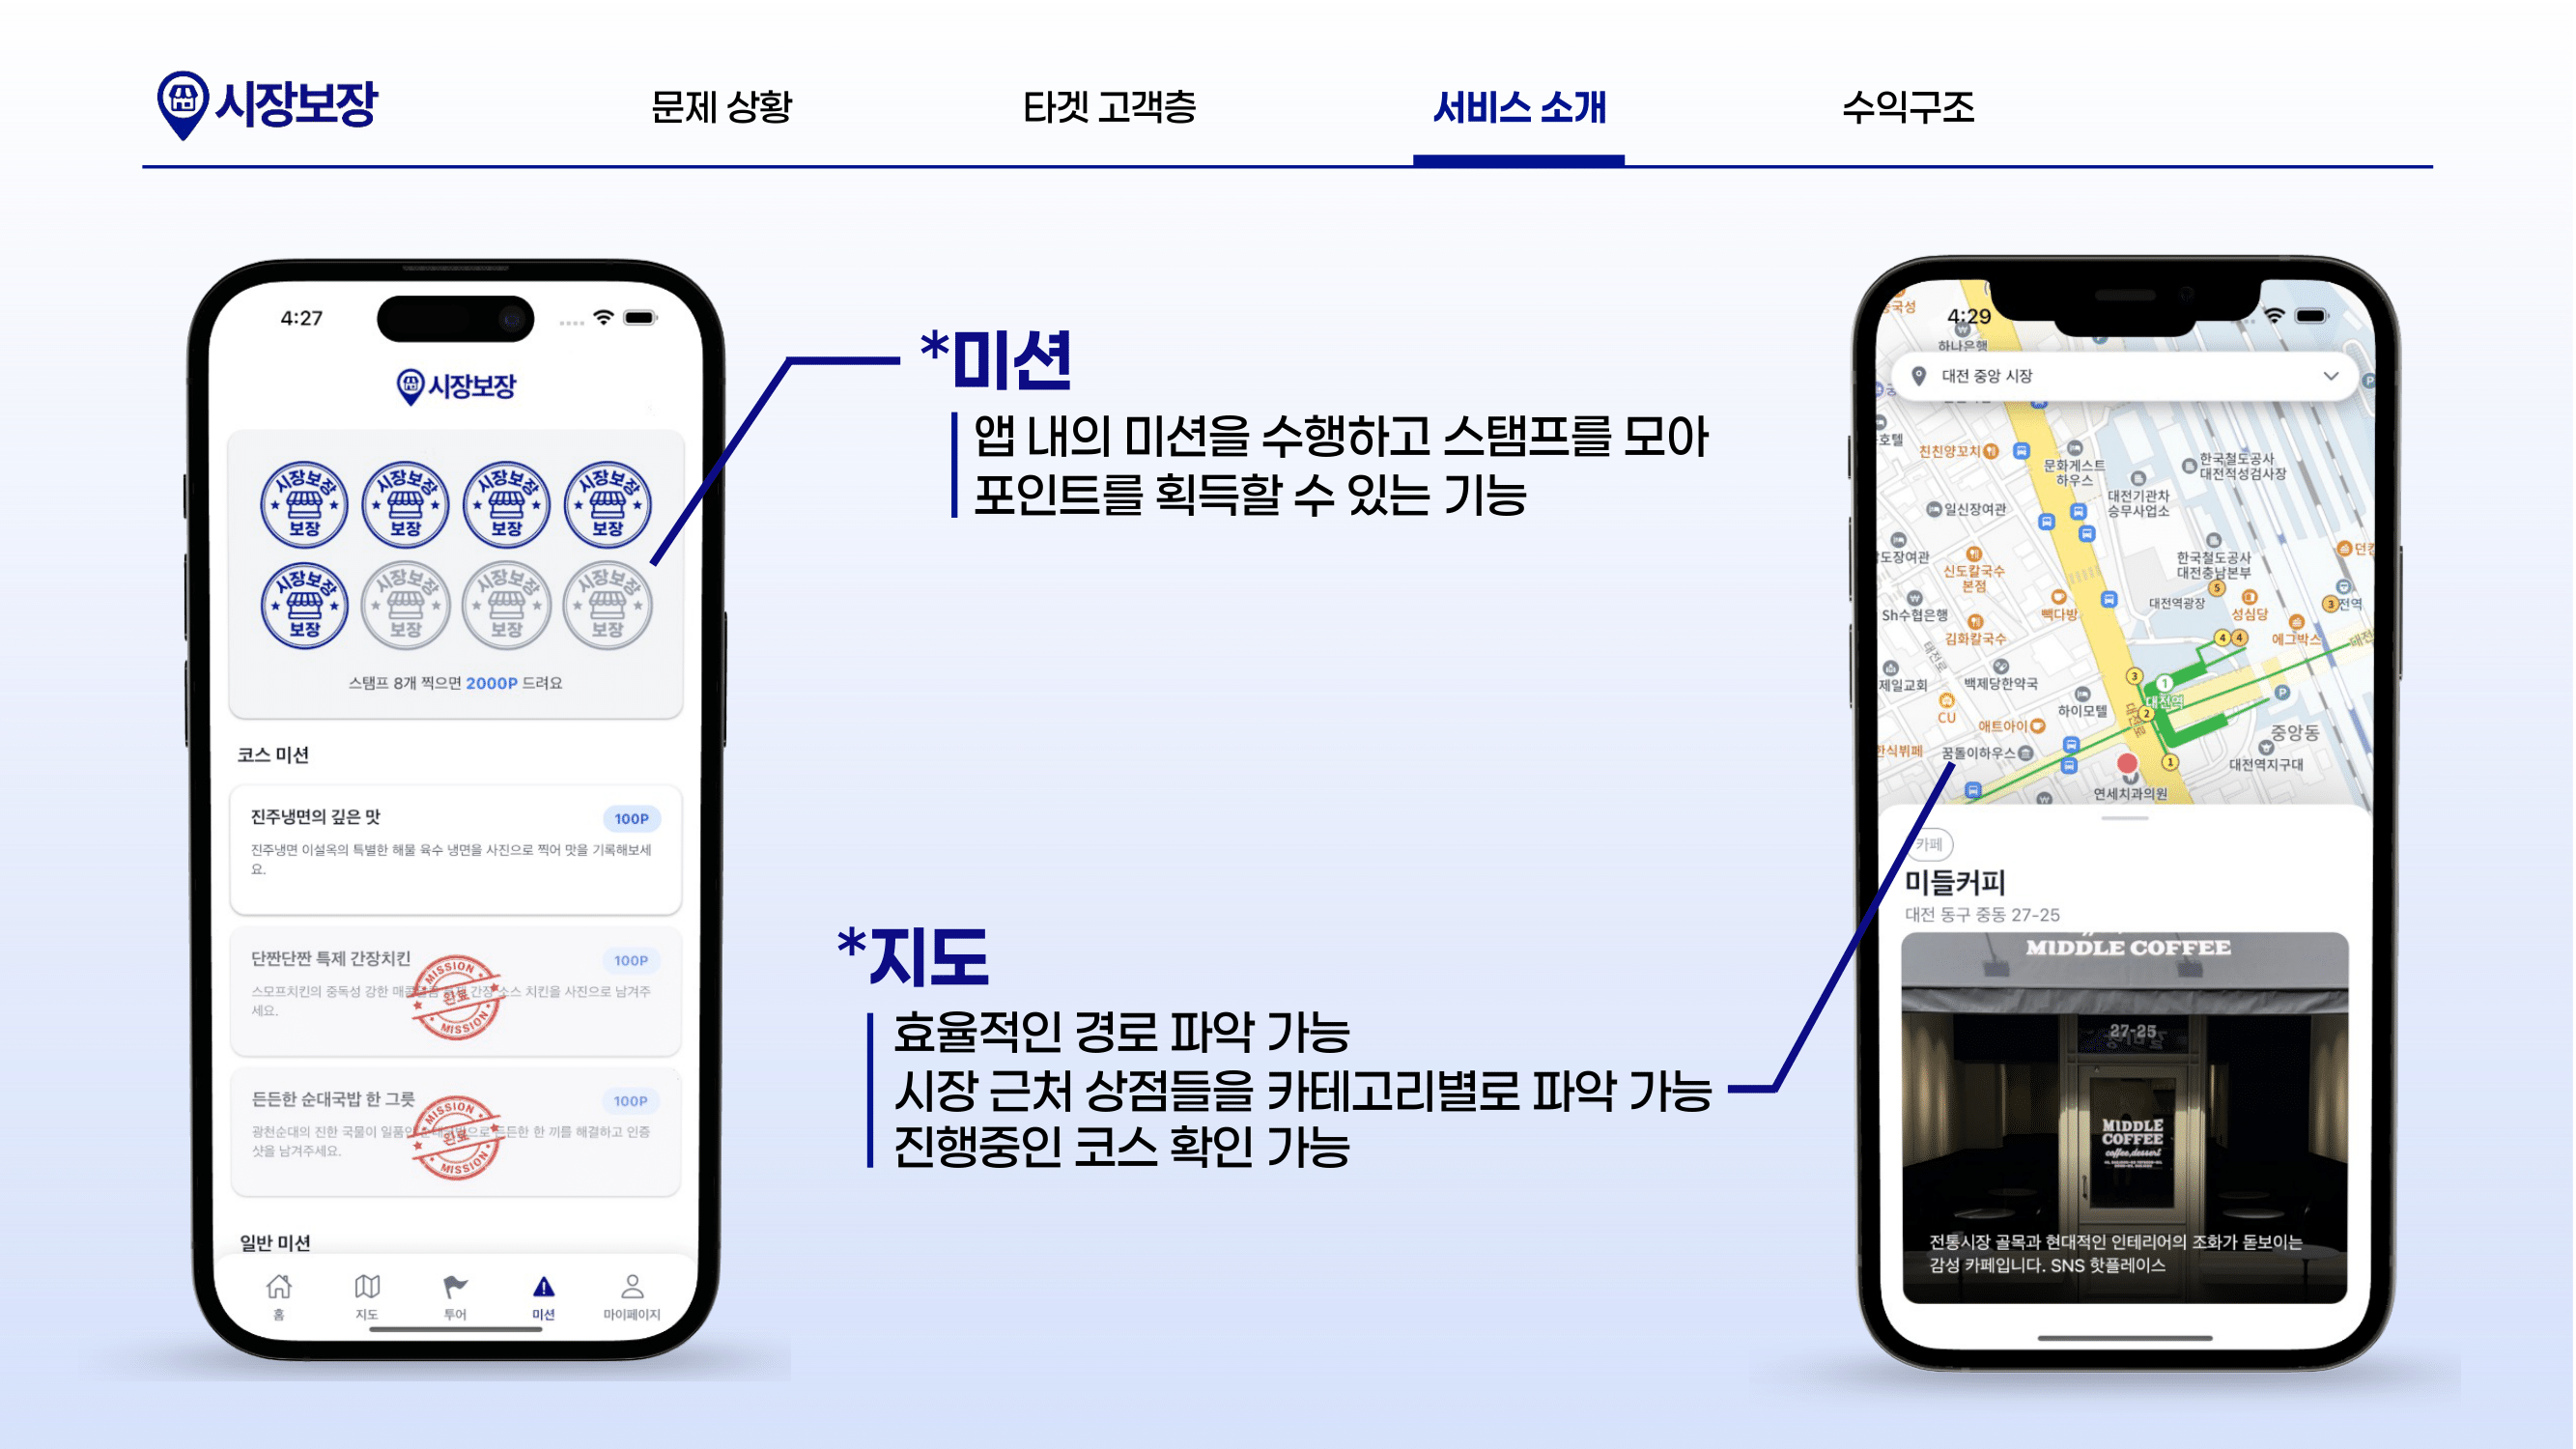 시장보장
문제 상황
타겟 고객층
서비스 소개
수익구조
4:27
시장보장
시장보장 보장
시장보장 보장
시장보장 보장
시장보장 보장
시장보장 보장
시장보장 보장
시장보장 보장
시장보장 보장
스탬프 8개 찍으면 2000P 드려요
코스 미션
진주냉면의 깊은 맛
100P
진주냉면 이설옥의 특별한 해물 육수 냉면을 사진으로 찍어 맛을 기록해보세
요.
단짠단짠 특제 간장치킨
100P
스모프치킨의 중독성 강한 매콤 간장 소스 치킨을 사진으로 남겨주
세요.
MISSION
완료
MISSION
든든한 순대국밥 한 그릇
100P
광천순대의 진한 국물이 일품인 순대국밥으로 든든한 한 끼를 해결하고 인증
샷을 남겨주세요.
MISSION
완료
MISSION
일반 미션
홈
지도
투어
미션
마이페이지
*미션
앱 내의 미션을 수행하고 스탬프를 모아
포인트를 획득할 수 있는 기능
*지도
효율적인 경로 파악 가능
시장 근처 상점들을 카테고리별로 파악 가능
진행중인 코스 확인 가능
4:29
하나은행
대전 중앙 시장
호텔
친친양꼬치
문화게스트
하우스
한국철도공사
대전적성검사장
대전기관차
승무사업소
일신장여관
도장여관
신도칼국수
본점
한국철도공사
대전충남본부
던킨
Sh수협은행
빽다방
대전역광장
5
성심당
3
전역
김화칼국수
4
4
에그박스
대전로
제일교회
백제당한약국
3
1
대전역
P
CU
하이모텔
2
대전로
애트아이
중앙동
한식뷔페
꿈돌이하우스
1
대전역지구대
연세치과의원
카페
미들커피
대전 동구 중동 27-25
MIDDLE COFFEE
27-25
MIDDLE
COFFEE
coffee,dessert
전통시장 골목과 현대적인 인테리어의 조화가 돋보이는
감성 카페입니다. SNS 핫플레이스